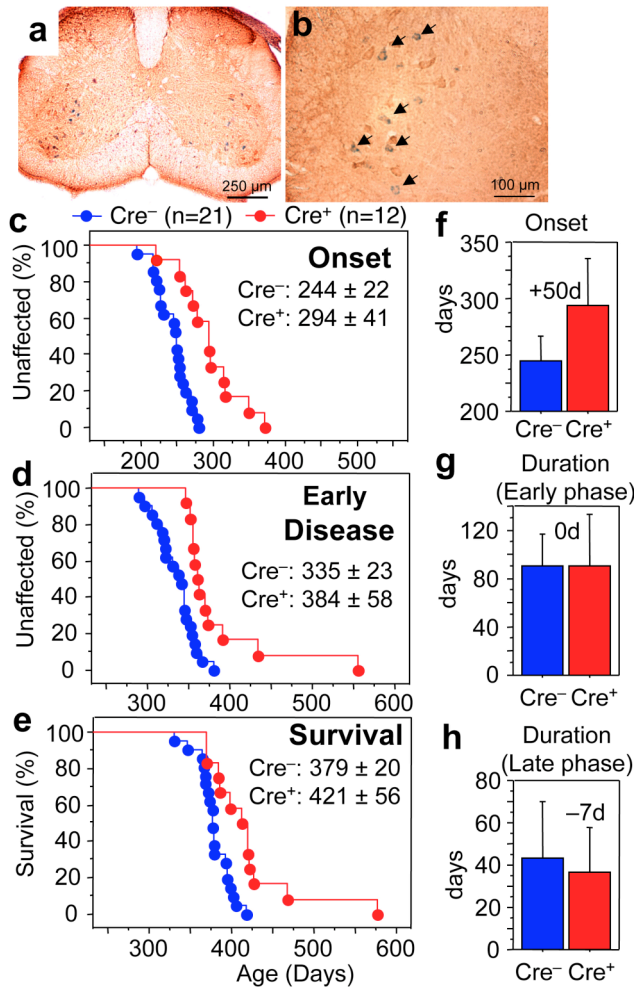 a
b
250 µm
100 µm
Cre⁻ (n=21) Cre⁺ (n=12)
c
Onset
Cre⁻: 244 ± 22
Cre⁺: 294 ± 41
Unaffected (%)
100
80
60
40
20
0
200 300 400 500
d
Early
Disease
Cre⁻: 335 ± 23
Cre⁺: 384 ± 58
Unaffected (%)
100
80
60
40
20
0
300 400 500 600
e
Survival
Cre⁻: 379 ± 20
Cre⁺: 421 ± 56
Survival (%)
100
80
60
40
20
0
300 400 500 600
Age (Days)
f
Onset
+50d
days
350
300
250
200
Cre⁻ Cre⁺
g
Duration
(Early phase)
0d
days
120
80
40
0
Cre⁻ Cre⁺
h
Duration
(Late phase)
–7d
days
80
60
40
20
0
Cre⁻ Cre⁺